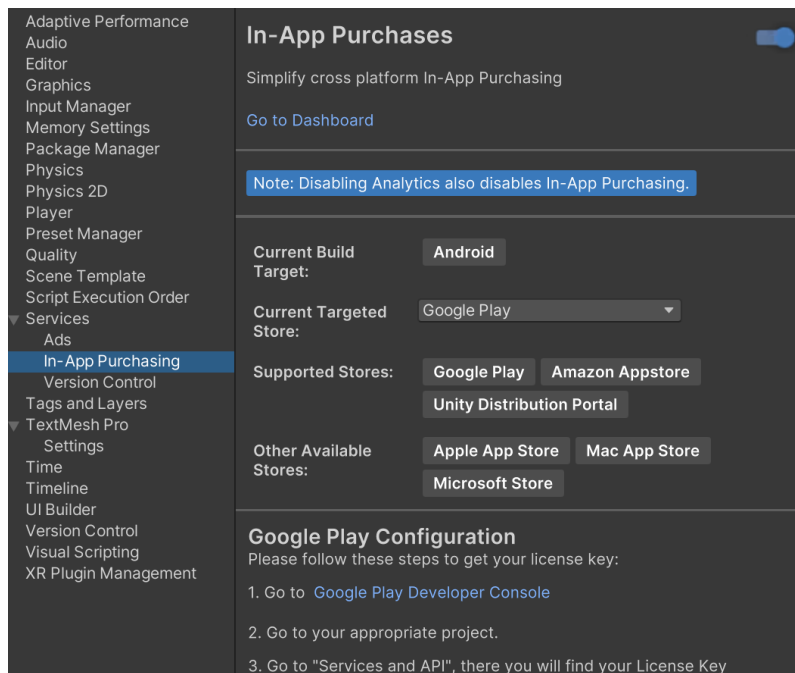 Adaptive Performance
Audio
Editor
Graphics
Input Manager
Memory Settings
Package Manager
Physics
Physics 2D
Player
Preset Manager
Quality
Scene Template
Script Execution Order
Services
Ads
In-App Purchasing
Version Control
Tags and Layers
TextMesh Pro
Settings
Time
Timeline
UI Builder
Version Control
Visual Scripting
XR Plugin Management
In-App Purchases
Simplify cross platform In-App Purchasing
Go to Dashboard
Note: Disabling Analytics also disables In-App Purchasing.
Current Build
Target:
Android
Current Targeted
Store:
Google Play
Supported Stores:
Google Play Amazon Appstore
Unity Distribution Portal
Other Available
Stores:
Apple App Store Mac App Store
Microsoft Store
Google Play Configuration
Please follow these steps to get your license key:
1. Go to Google Play Developer Console
2. Go to your appropriate project.
3. Go to "Services and API", there you will find your License Key